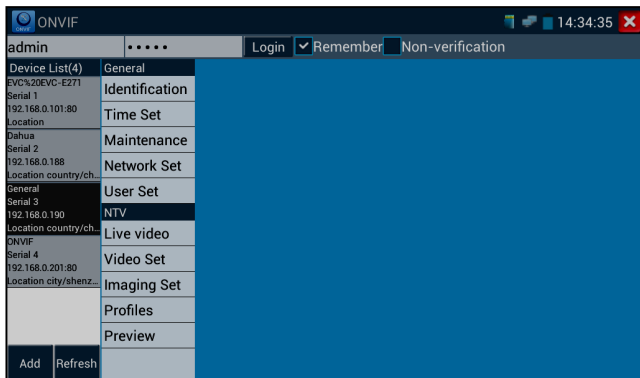 ONVIF
14:34:35
admin
•••••
Login
Remember
Non-verification
Device List(4)
EVC%20EVC-E271
Serial 1
192.168.0.101:80
Location
Dahua
Serial 2
192.168.0.188
Location country/ch...
General
Serial 3
192.168.0.190
Location country/ch...
ONVIF
Serial 4
192.168.0.201:80
Location city/shenz...
Add
Refresh
General
Identification
Time Set
Maintenance
Network Set
User Set
NTV
Live video
Video Set
Imaging Set
Profiles
Preview